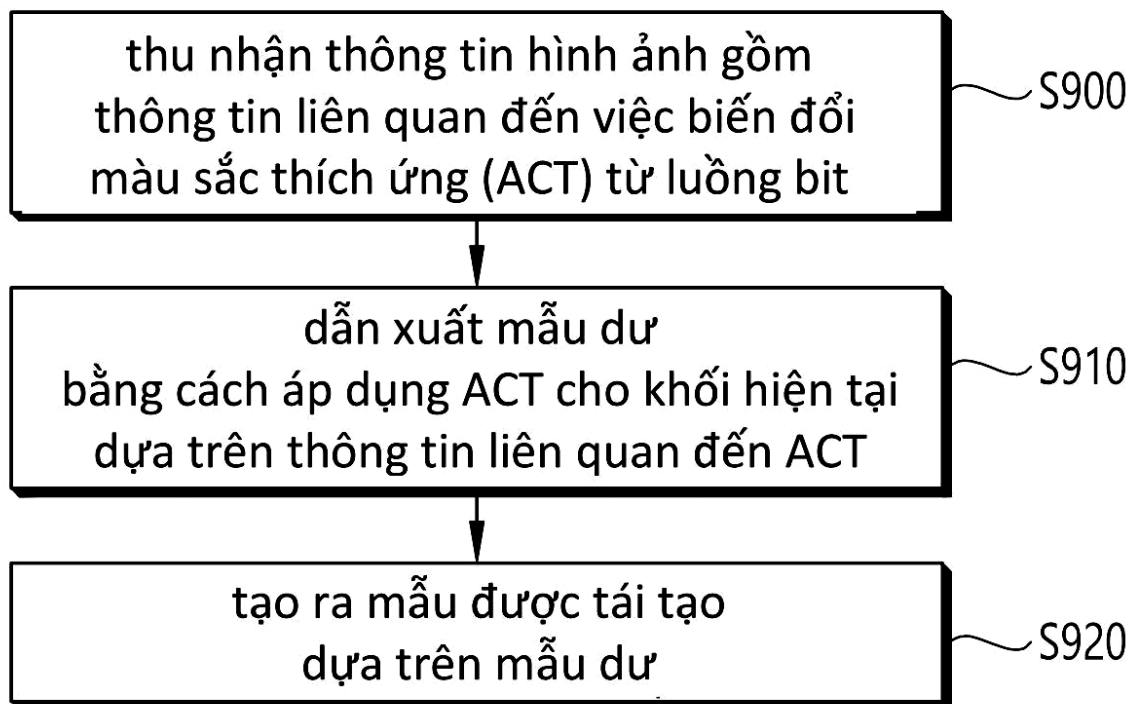 thu nhận thông tin hình ảnh gồm
thông tin liên quan đến việc biến đổi
màu sắc thích ứng (ACT) từ luồng bit
S900
dẫn xuất mẫu dư
bằng cách áp dụng ACT cho khối hiện tại
dựa trên thông tin liên quan đến ACT
S910
tạo ra mẫu được tái tạo
dựa trên mẫu dư
S920